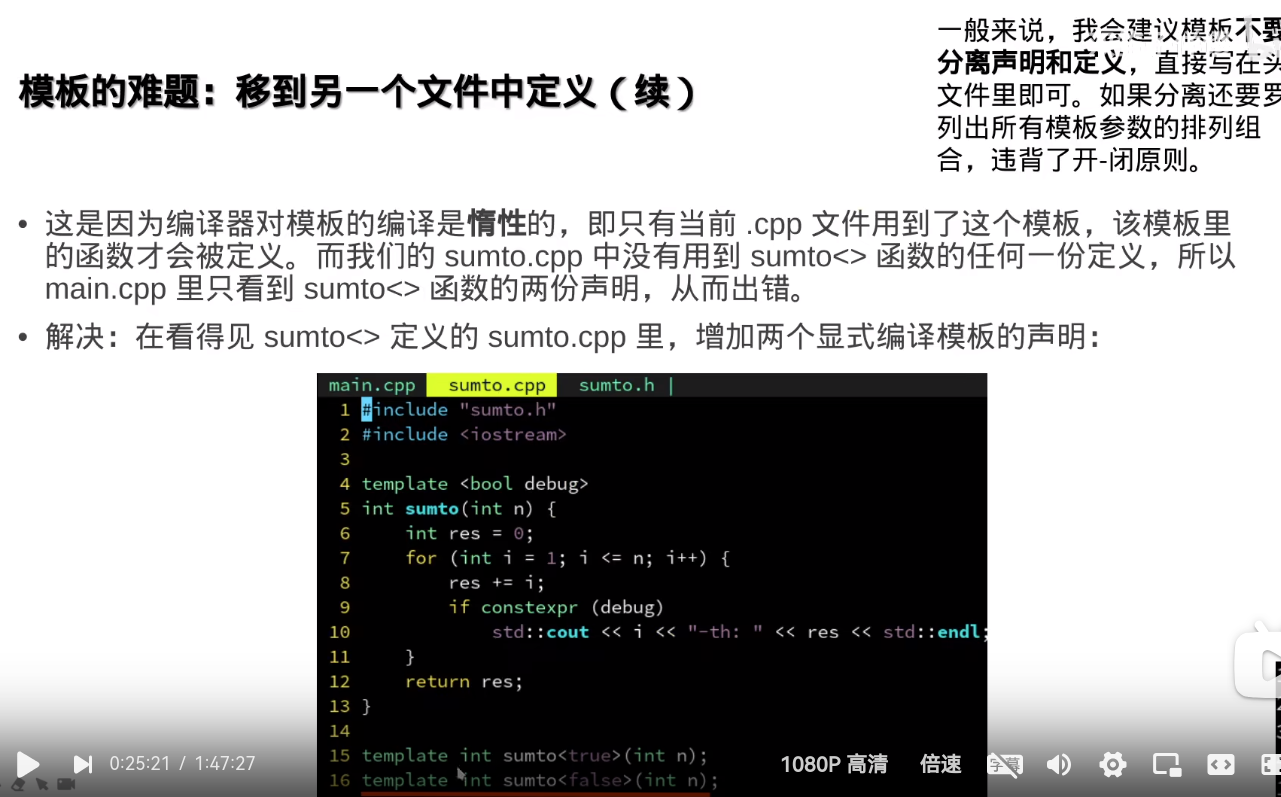 一般来说，我会建议模板不要
分离声明和定义，直接写在头
文件里即可。如果分离还要罗
列出所有模板参数的排列组
合，违背了开-闭原则。
模板的难题：移到另一个文件中定义（续）
• 这是因为编译器对模板的编译是惰性的，即只有当前 .cpp 文件用到了这个模板，该模板里
的函数才会被定义。而我们的 sumto.cpp 中没有用到 sumto<> 函数的任何一份定义，所以
main.cpp 里只看到 sumto<> 函数的两份声明，从而出错。
• 解决：在看得见 sumto<> 定义的 sumto.cpp 里，增加两个显式编译模板的声明：
main.cpp sumto.cpp sumto.h |
1 #include "sumto.h"
2 #include <iostream>
3
4 template <bool debug>
5 int sumto(int n) {
6     int res = 0;
7     for (int i = 1; i <= n; i++) {
8         res += i;
9         if constexpr (debug)
10             std::cout << i << "-th: " << res << std::endl;
11     }
12     return res;
13 }
14
15 template int sumto<true>(int n);
16 template int sumto<false>(int n);
0:25:21 / 1:47:27
1080P 高清 倍速 字幕